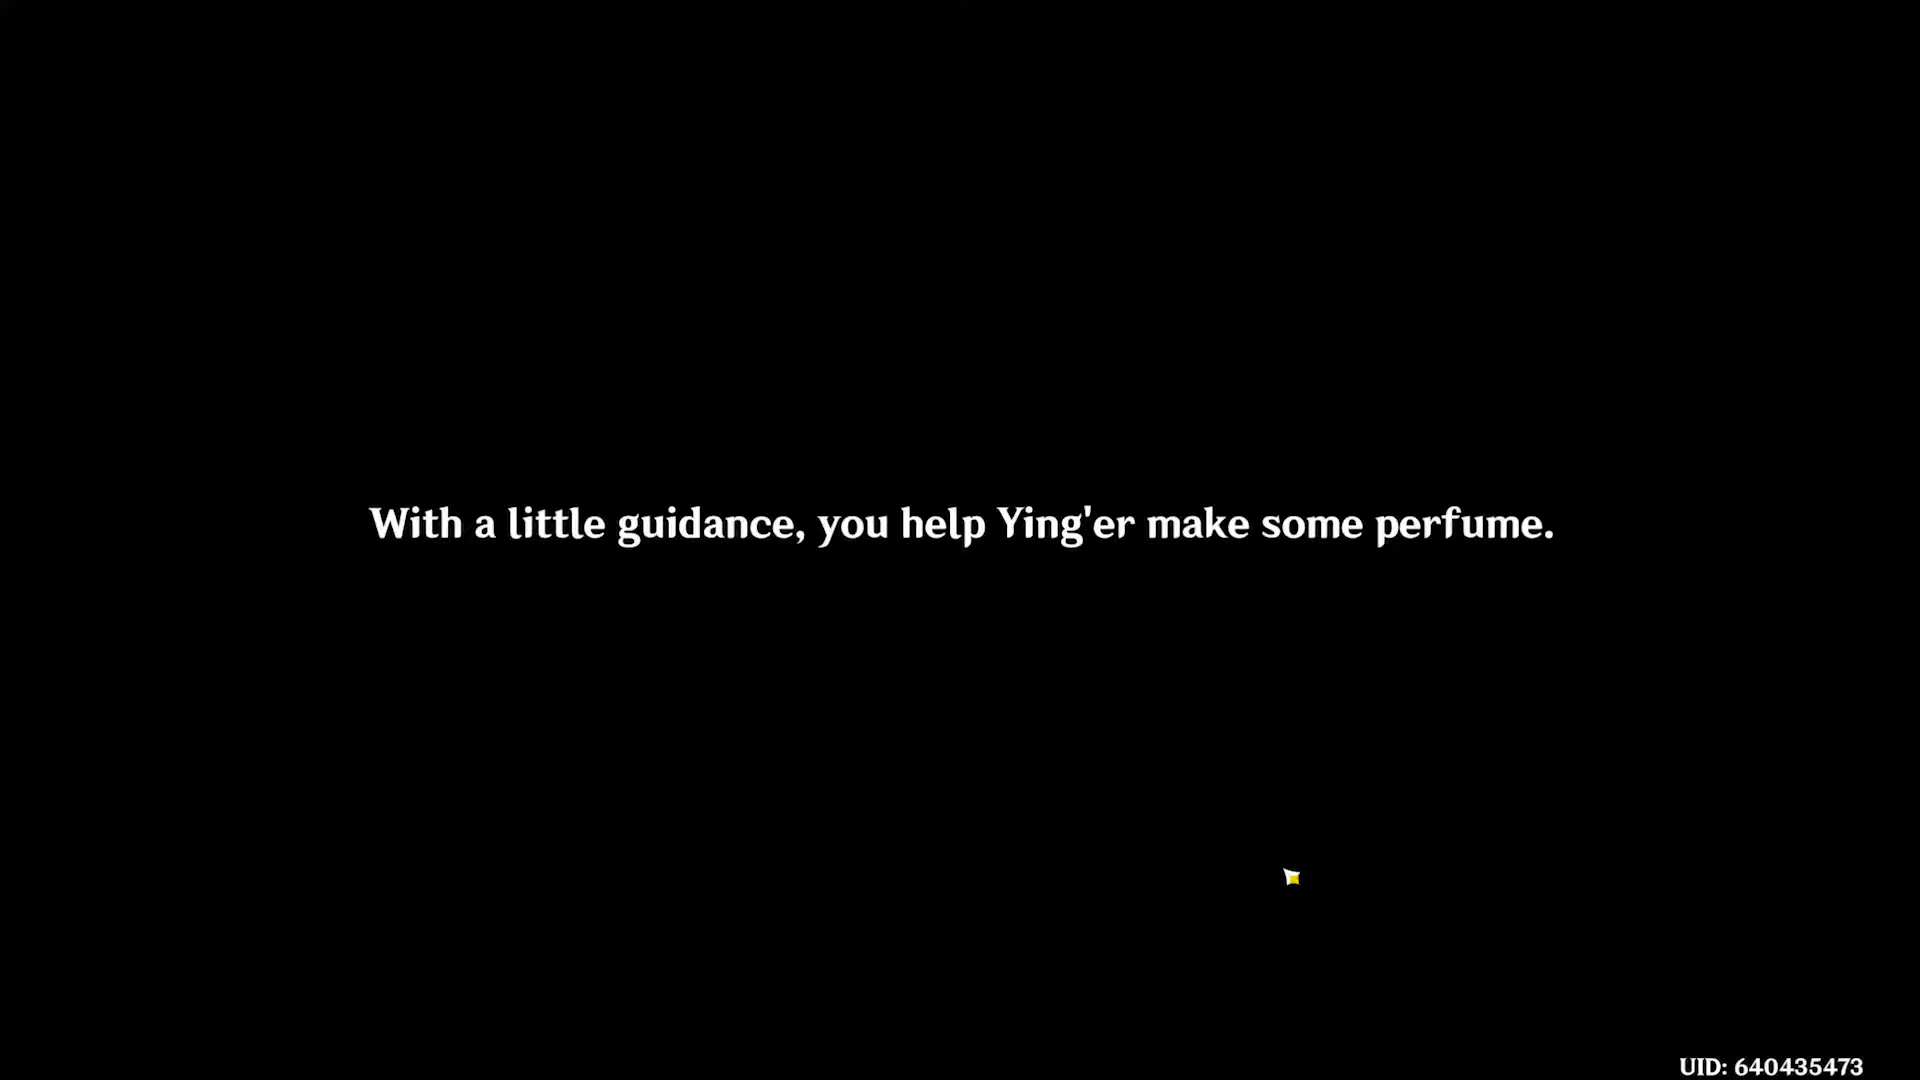 With a little guidance, you help Ying'er make some perfume.
UID: 640435473